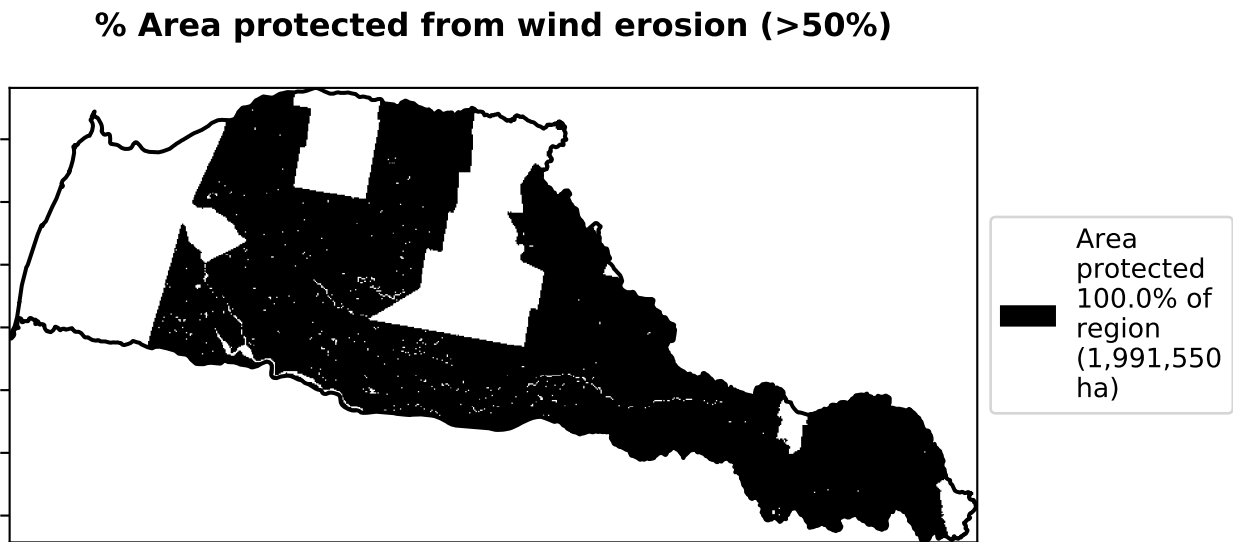 % Area protected from wind erosion (>50%)
Area
protected
100.0% of
region
(1,991,550
ha)